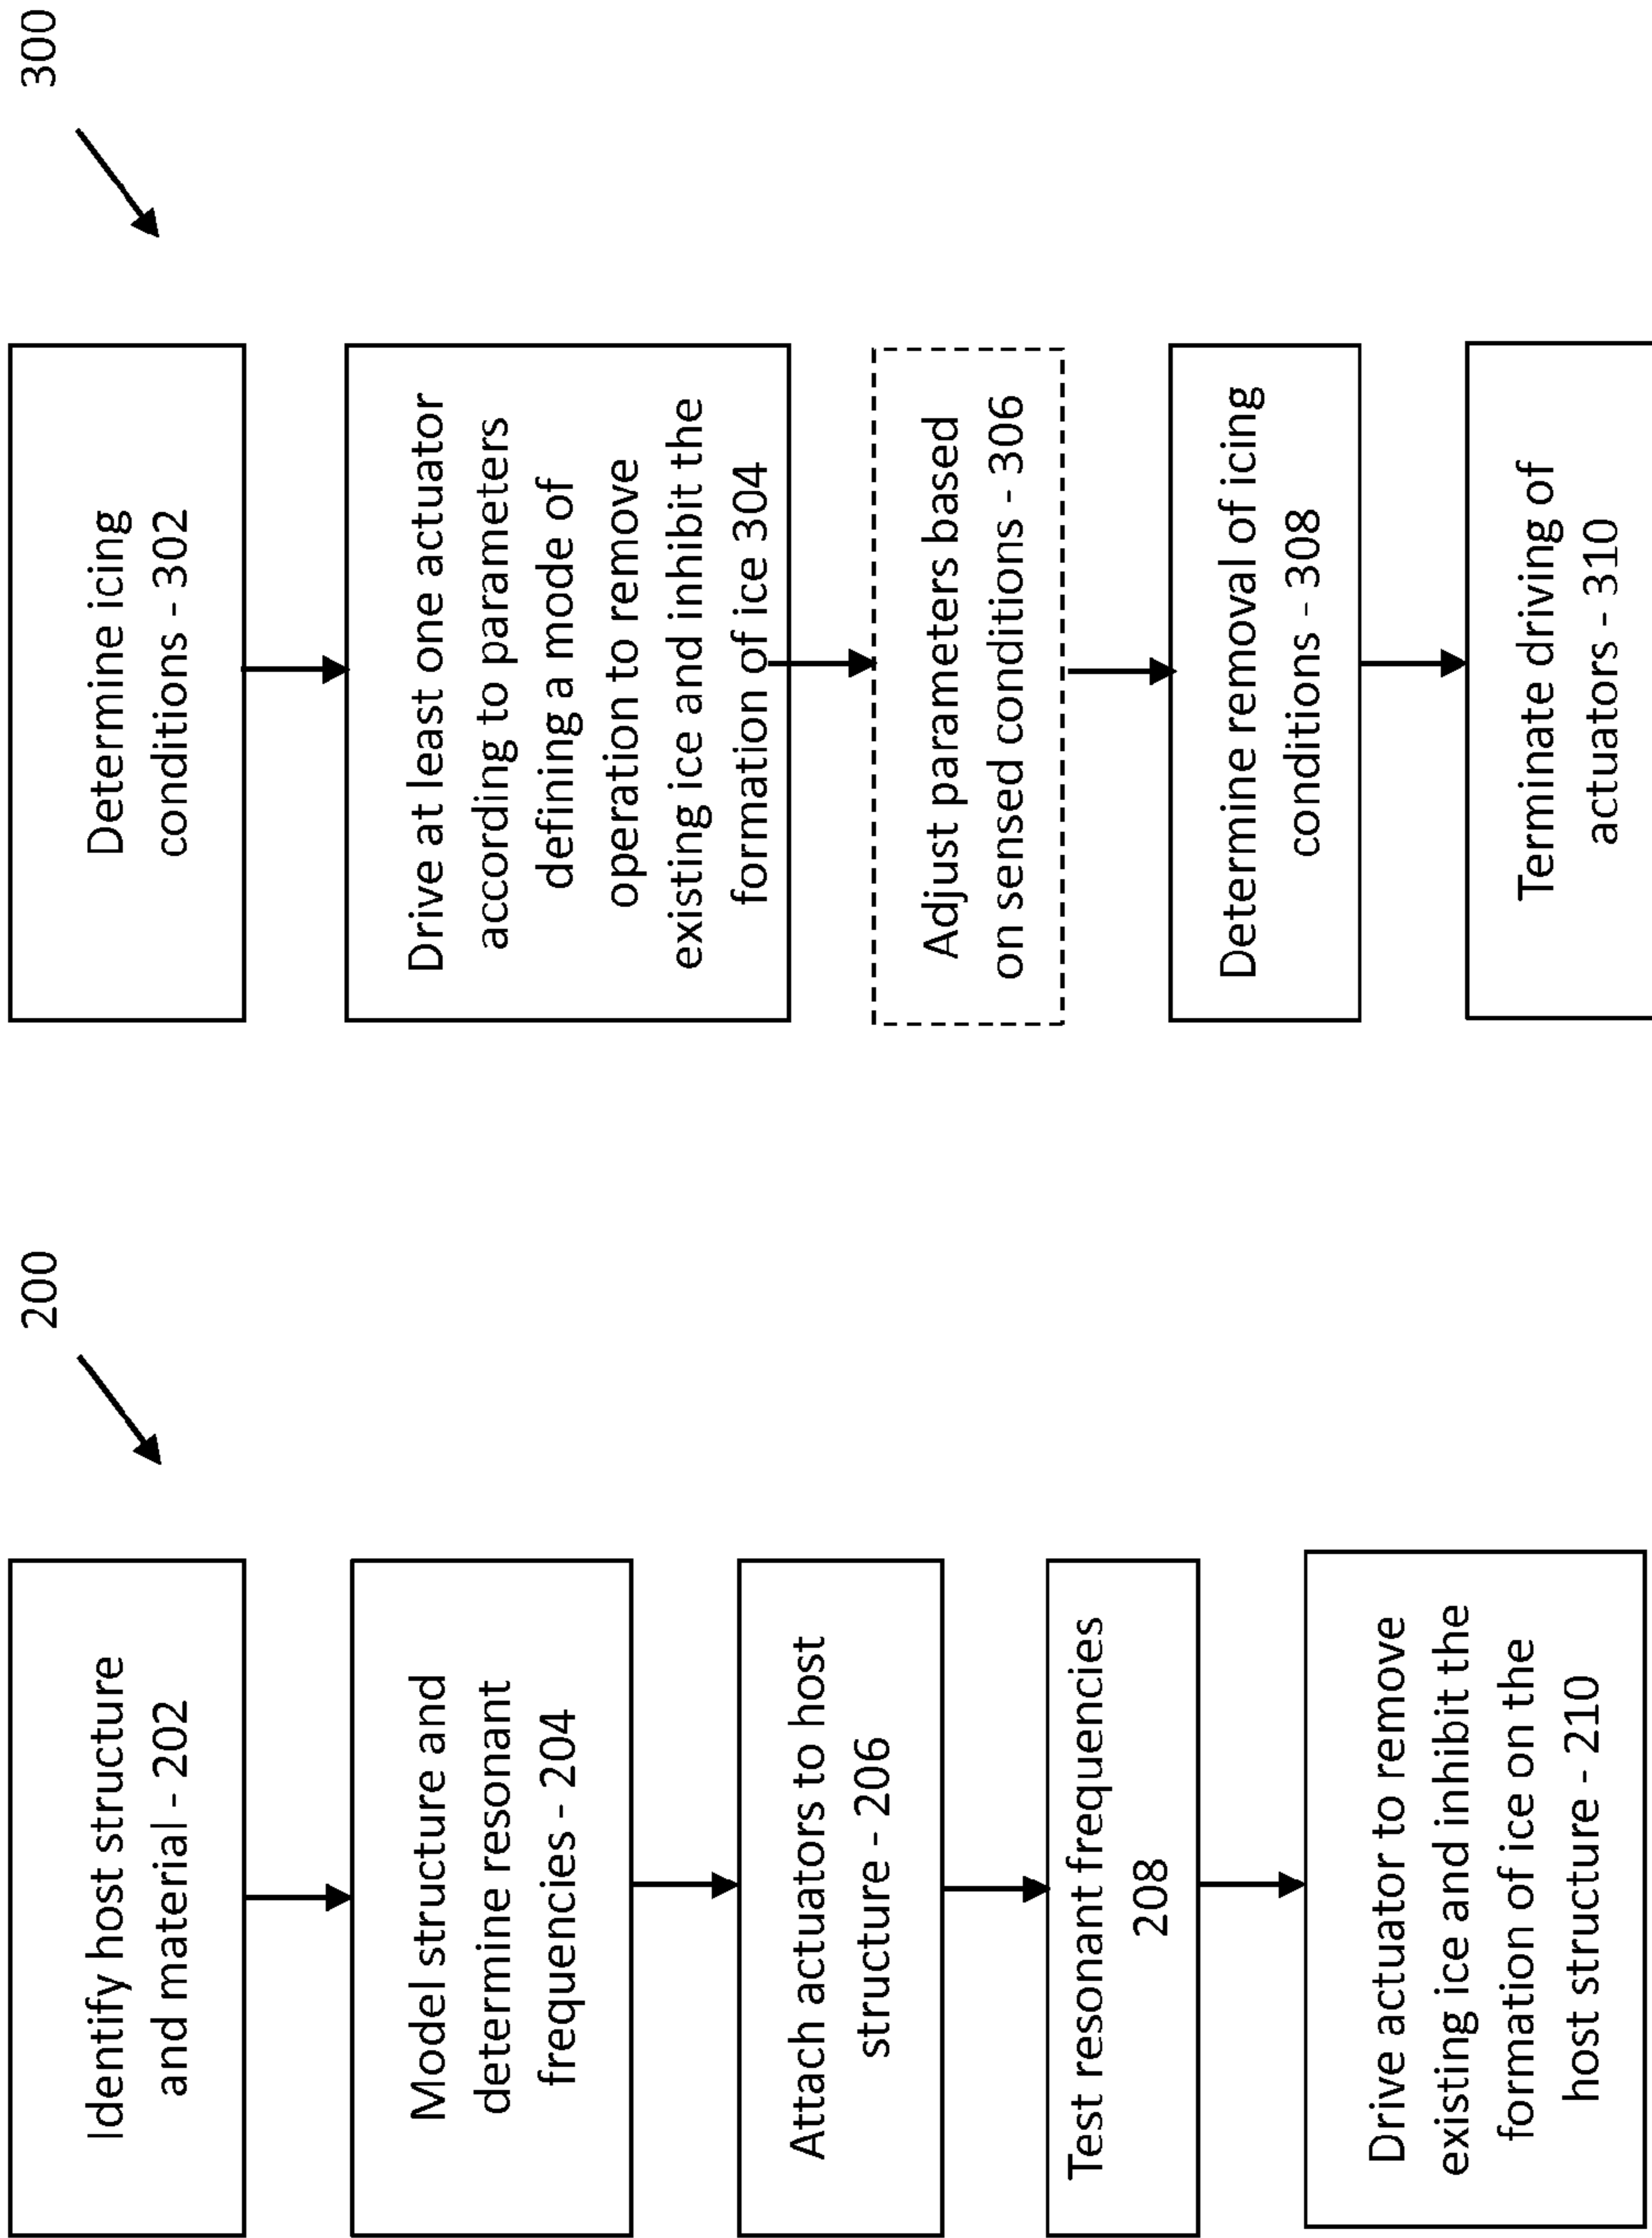 200
Identify host structure
and material - 202
Model structure and
determine resonant
frequencies - 204
Attach actuators to host
structure - 206
Test resonant frequencies
208
Drive actuator to remove
existing ice and inhibit the
formation of ice on the
host structure - 210
300
Determine icing
conditions - 302
Drive at least one actuator
according to parameters
defining a mode of
operation to remove
existing ice and inhibit the
formation of ice 304
Adjust parameters based
on sensed conditions - 306
Determine removal of icing
conditions - 308
Terminate driving of
actuators - 310